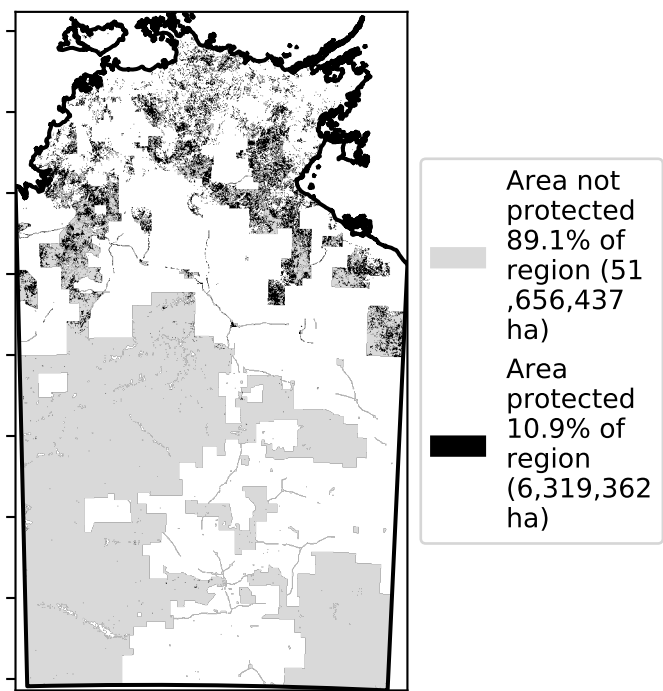 Area not
protected
89.1% of
region (51
,656,437
ha)
Area
protected
10.9% of
region
(6,319,362
ha)